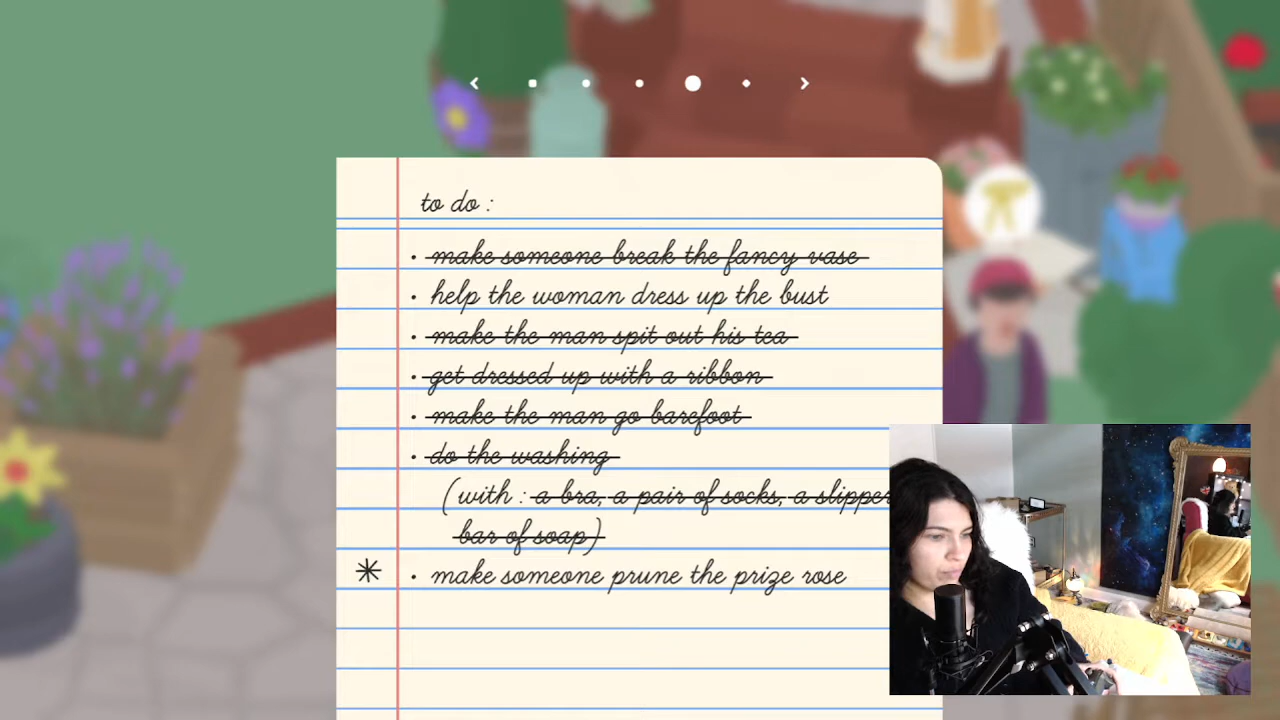 to do :
• make someone break the fancy vase
• help the woman dress up the bust
• make the man spit out his tea
• get dressed up with a ribbon
• make the man go barefoot
• do the washing
(with : a bra, a pair of socks, a slipper
bar of soap)
• make someone prune the prize rose